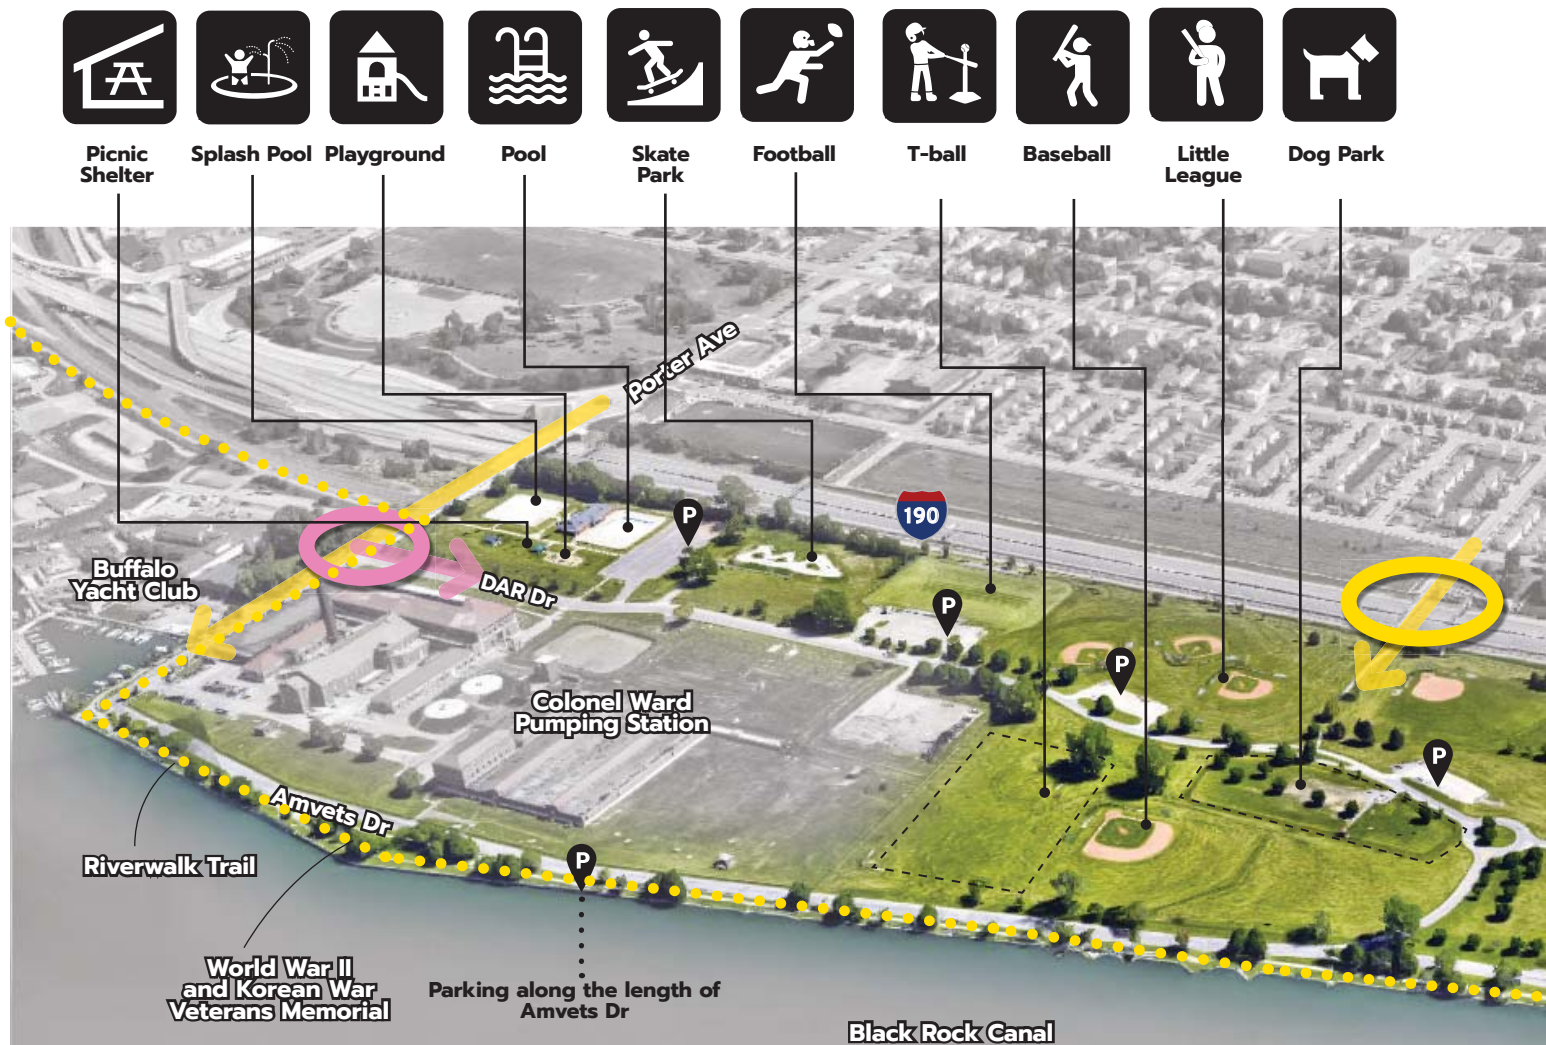 Picnic
Shelter
Splash Pool
Playground
Pool
Skate
Park
Football
T-ball
Baseball
Little
League
Dog Park
Porter Ave
P
190
Buffalo
Yacht Club
DAR Dr
P
P
Colonel Ward
Pumping Station
P
Amvets Dr
Riverwalk Trail
P
World War II
and Korean War
Veterans Memorial
Parking along the length of
Amvets Dr
Black Rock Canal